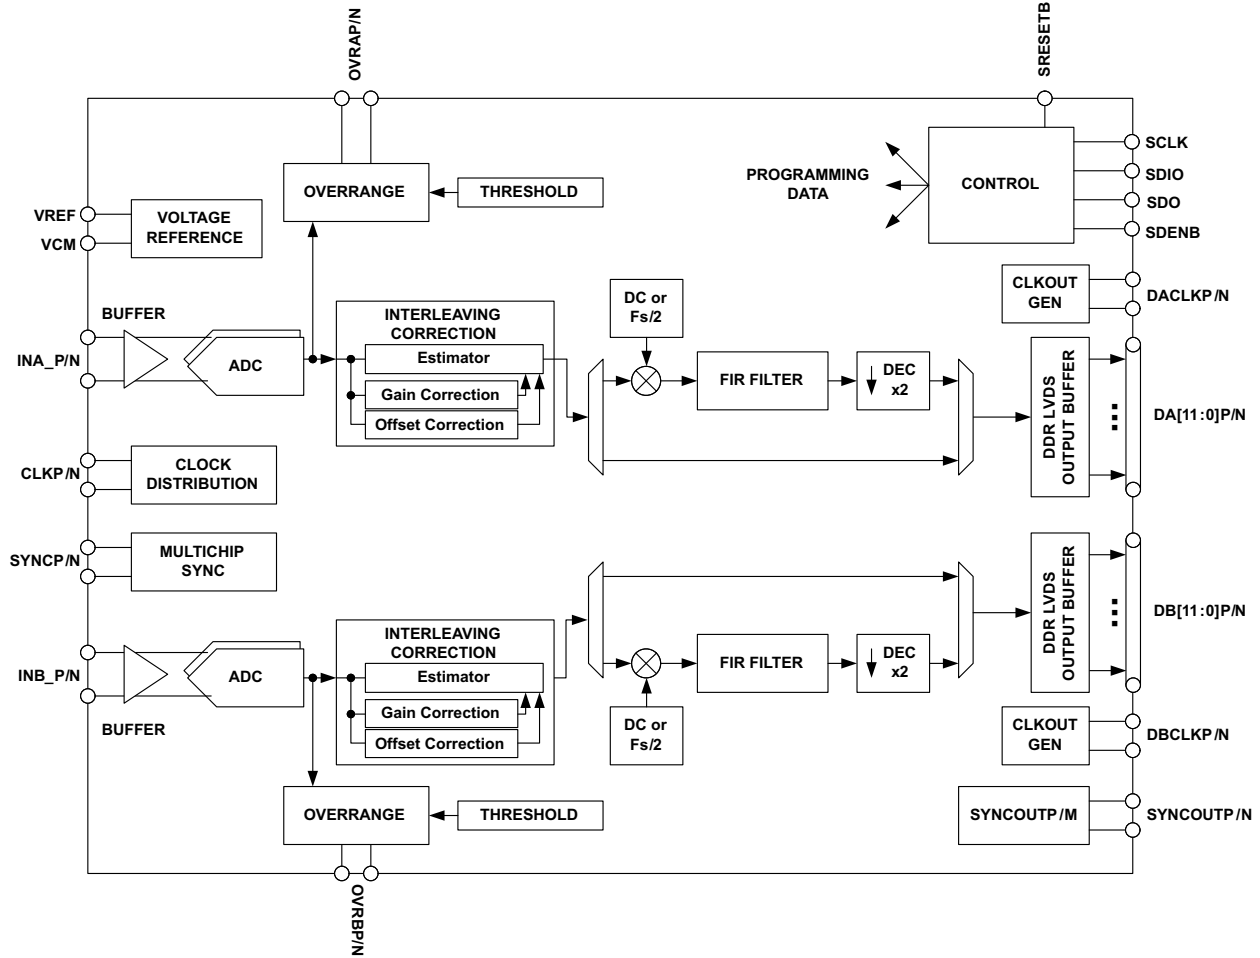 OVRAP/N
SRESETB
SCLK
SDIO
SDO
SDENB
CONTROL
PROGRAMMING
DATA
OVERRANGE
THRESHOLD
VREF
VCM
VOLTAGE
REFERENCE
CLKOUT
GEN
DACLKP/N
BUFFER
INA_P/N
ADC
INTERLEAVING
CORRECTION
Estimator
Gain Correction
Offset Correction
DC or
Fs/2
FIR FILTER
DEC
x2
DDR LVDS
OUTPUT BUFFER
DA[11:0]P/N
CLKP/N
CLOCK
DISTRIBUTION
SYNCP/N
MULTICHIP
SYNC
INB_P/N
BUFFER
ADC
INTERLEAVING
CORRECTION
Estimator
Gain Correction
Offset Correction
FIR FILTER
DEC
x2
DC or
Fs/2
DDR LVDS
OUTPUT BUFFER
DB[11:0]P/N
CLKOUT
GEN
DBCLKP/N
OVERRANGE
THRESHOLD
SYNCOUTP/M
SYNCOUTP/N
OVRBP/N